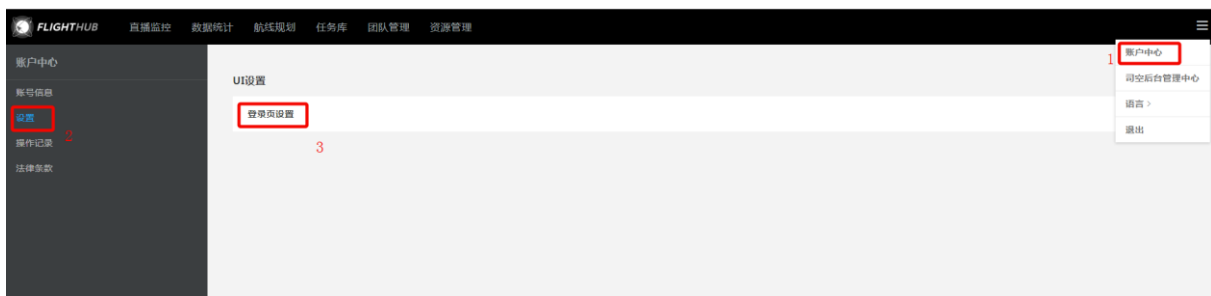 FLIGHTHUB 直播监控 数据统计 航线规划 任务库 团队管理 资源管理
账户中心
账号信息
设置
2
操作记录
法律条款
UI设置
登录页设置
3
1
账户中心
司空后台管理中心
语言 >
退出